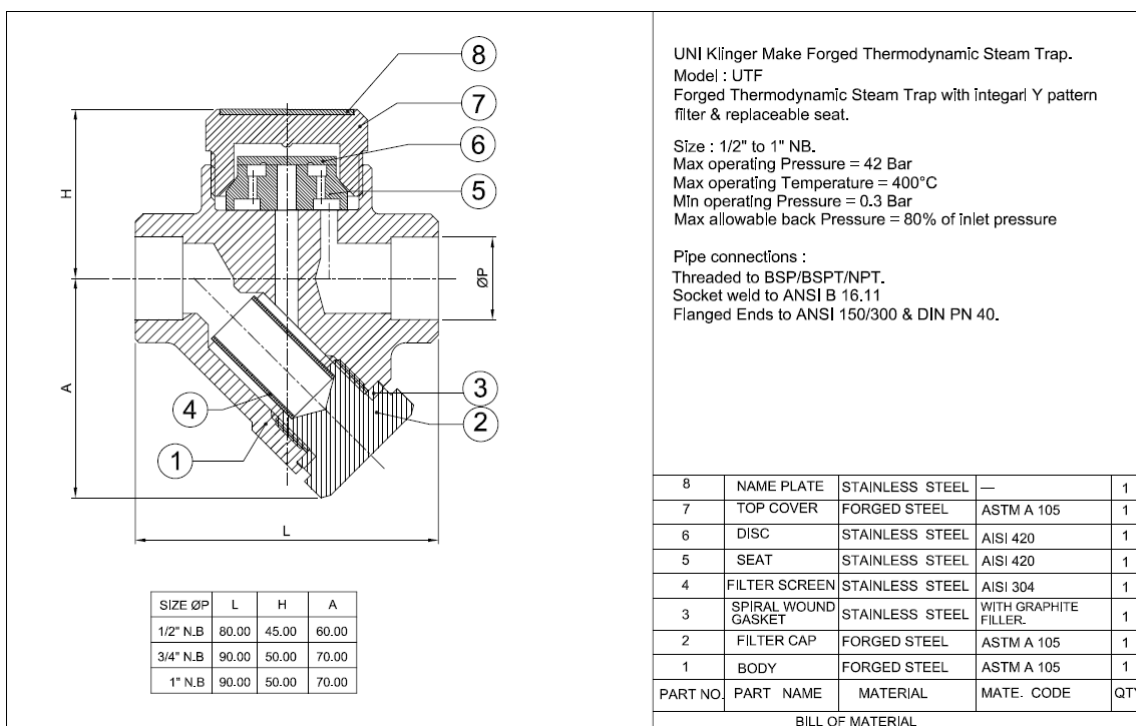 8
7
6
5
3
2
4
1
H
A
L
ØP
UNI Klinger Make Forged Thermodynamic Steam Trap.
Model : UTF
Forged Thermodynamic Steam Trap with integarl Y pattern
filter & replaceable seat.
Size : 1/2" to 1" NB.
Max operating Pressure = 42 Bar
Max operating Temperature = 400°C
Min operating Pressure = 0.3 Bar
Max allowable back Pressure = 80% of inlet pressure
Pipe connections :
Threaded to BSP/BSPT/NPT.
Socket weld to ANSI B 16.11
Flanged Ends to ANSI 150/300 & DIN PN 40.
SIZE ØP L H A
1/2" N.B 80.00 45.00 60.00
3/4" N.B 90.00 50.00 70.00
1" N.B 90.00 50.00 70.00
8 NAME PLATE STAINLESS STEEL — 1
7 TOP COVER FORGED STEEL ASTM A 105 1
6 DISC STAINLESS STEEL AISI 420 1
5 SEAT STAINLESS STEEL AISI 420 1
4 FILTER SCREEN STAINLESS STEEL AISI 304 1
3 SPIRAL WOUND GASKET STAINLESS STEEL WITH GRAPHITE FILLER. 1
2 FILTER CAP FORGED STEEL ASTM A 105 1
1 BODY FORGED STEEL ASTM A 105 1
PART NO. PART NAME MATERIAL MATE. CODE QTY
BILL OF MATERIAL